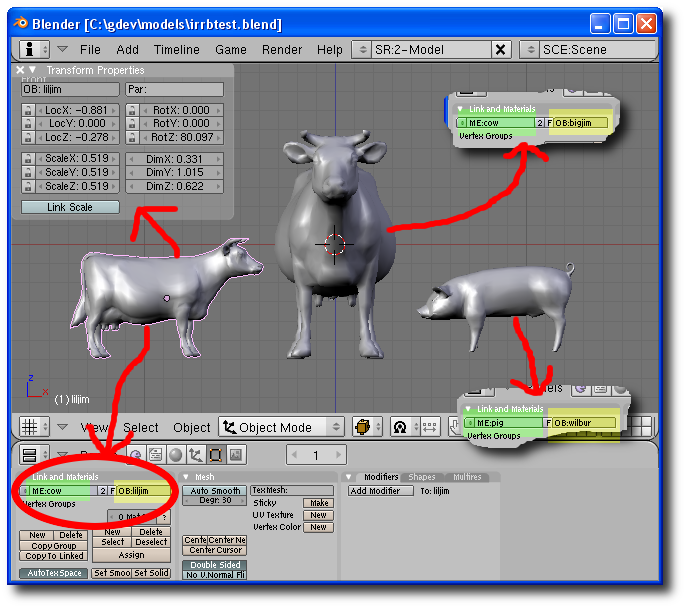 Blender [C:\gdev\models\irrbtest.blend]
File Add Timeline Game Render Help SR:2-Model SCE:Scene
Transform Properties
Front
OB: liljim Par:
LocX: -0.881 RotX: 0.000
LocY: 0.000 RotY: 0.000
LocZ: -0.278 RotZ: 80.097
ScaleX: 0.519 DimX: 0.331
ScaleY: 0.519 DimY: 1.015
ScaleZ: 0.519 DimZ: 0.622
Link Scale
Link and Materials
ME:cow 2 F OB:bigjim
Vertex Groups
z
x
(1) liljim
Link and Materials
ME:pig F OB:wilbur
Vertex Groups
View Select Object Object Mode
1
Link and Materials
ME:cow 2 F OB:liljim
Vertex Groups
0 Mat ?
New Delete New Delete
Copy Group Select Deselect
Copy To Linked Assign
AutoTexSpace Set Smoo Set Solid
Mesh
Auto Smooth TexMesh:
Degr: 30 Sticky Make
UV Texture New
Vertex Color New
Cente Center Ne
Center Cursor
Double Sided
No V.Normal Fli
Modifiers Shapes Multires
Add Modifier To: liljim